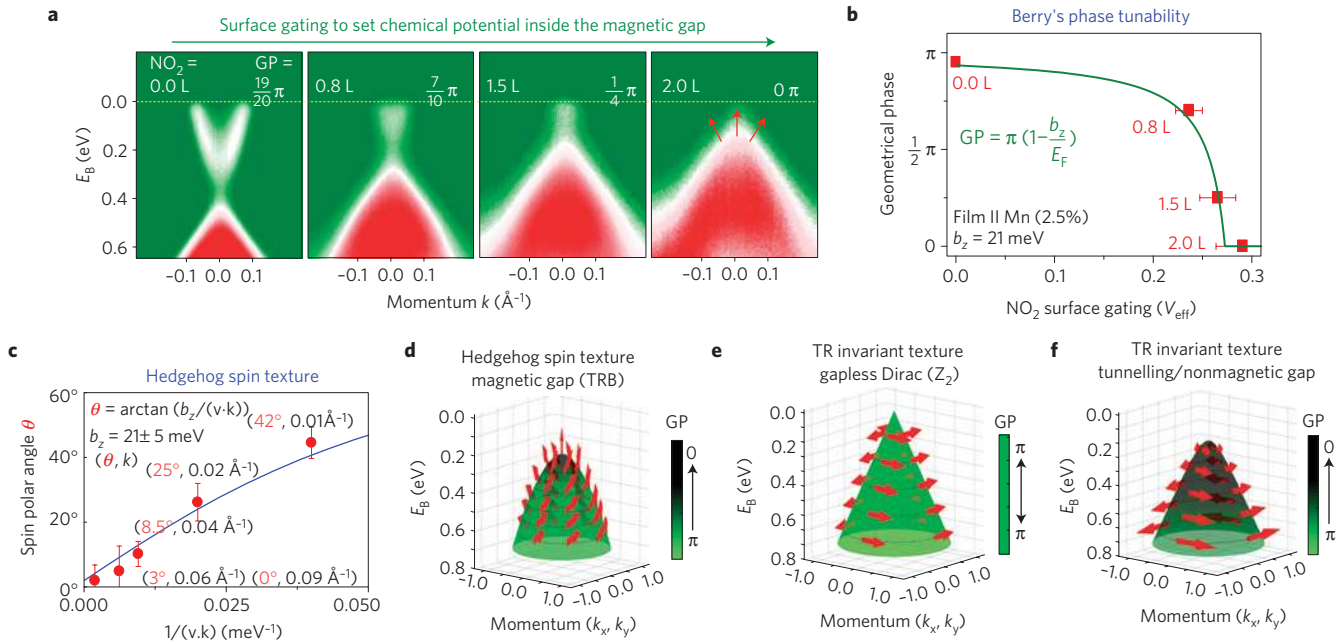 a
Surface gating to set chemical potential inside the magnetic gap
NO2 =
0.0 L
GP =
19/20 π
0.8 L
7/10 π
1.5 L
1/4 π
2.0 L
0 π
0.0
0.2
0.4
0.6
EB (eV)
−0.1 0.0 0.1
−0.1 0.0 0.1
−0.1 0.0 0.1
−0.1 0.0 0.1
Momentum k (Å−1)
b
Berry's phase tunability
π
1/2 π
0
Geometrical phase
0.0 L
0.8 L
GP = π (1−bz/EF)
Film II Mn (2.5%)
bz = 21 meV
1.5 L
2.0 L
0.0 0.2 0.3
NO2 surface gating (Veff)
c
Hedgehog spin texture
60°
40°
20°
0°
Spin polar angle θ
θ = arctan (bz/(v·k))
bz = 21± 5 meV
(θ, k)
(42°, 0.01Å−1)
(25°, 0.02 Å−1)
(8.5°, 0.04 Å−1)
(3°, 0.06 Å−1) (0°, 0.09 Å−1)
0.000 0.025 0.050
1/(v.k) (meV−1)
d
Hedgehog spin texture
magnetic gap (TRB)
0.0
0.2
0.4
0.6
0.8
EB (eV)
GP
0
π
−1.0 0.0 1.0
−1.0 0.0 1.0
Momentum (kx, ky)
e
TR invariant texture
gapless Dirac (Z2)
0.0
0.2
0.4
0.6
0.8
EB (eV)
GP
π
π
−1.0 0.0 1.0
−1.0 0.0 1.0
Momentum (kx, ky)
f
TR invariant texture
tunnelling/nonmagnetic gap
0.0
0.2
0.4
0.6
0.8
EB (eV)
GP
0
π
−1.0 0.0 1.0
−1.0 0.0 1.0
Momentum (kx, ky)